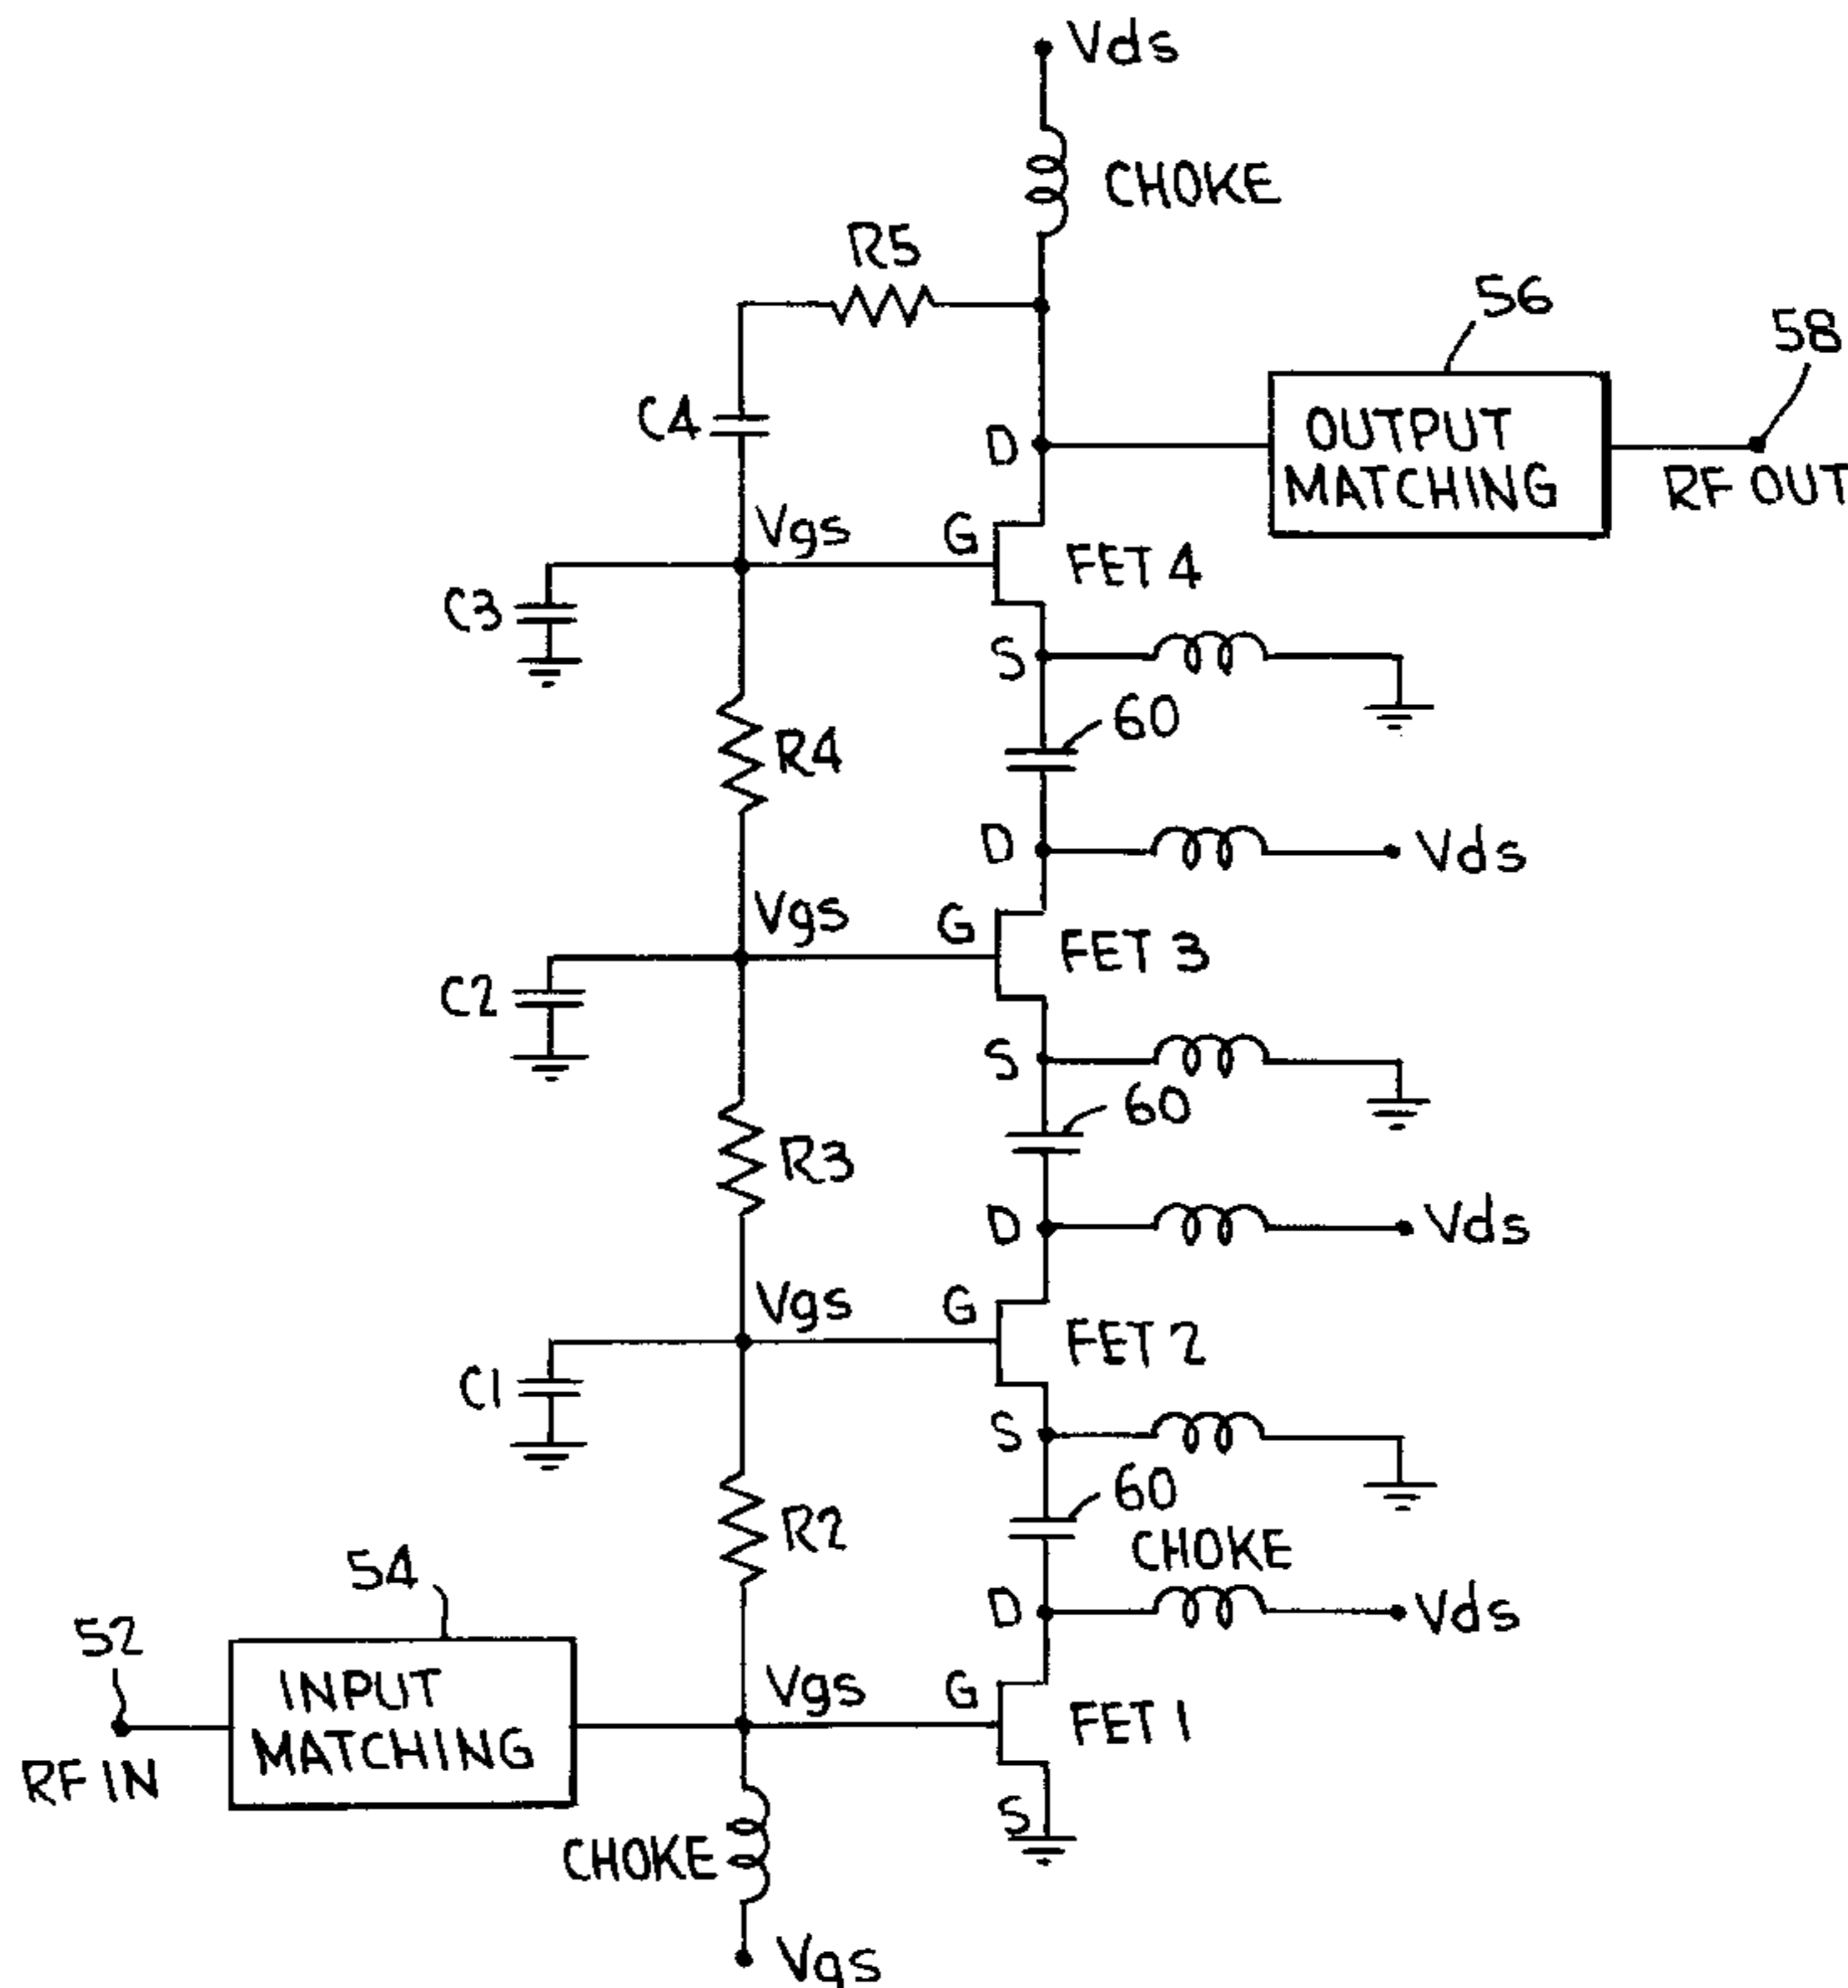 Vds
CHOKE
R5
56
58
C4
D
OUTPUT
MATCHING
RF OUT
Vgs
G
FET 4
C3
S
60
R4
D
Vds
Vgs
G
FET 3
C2
S
60
R3
D
Vds
Vgs
G
FET 2
C1
S
60
R2
CHOKE
54
D
Vds
52
INPUT
MATCHING
Vgs
G
FET 1
RF IN
S
CHOKE
Vgs